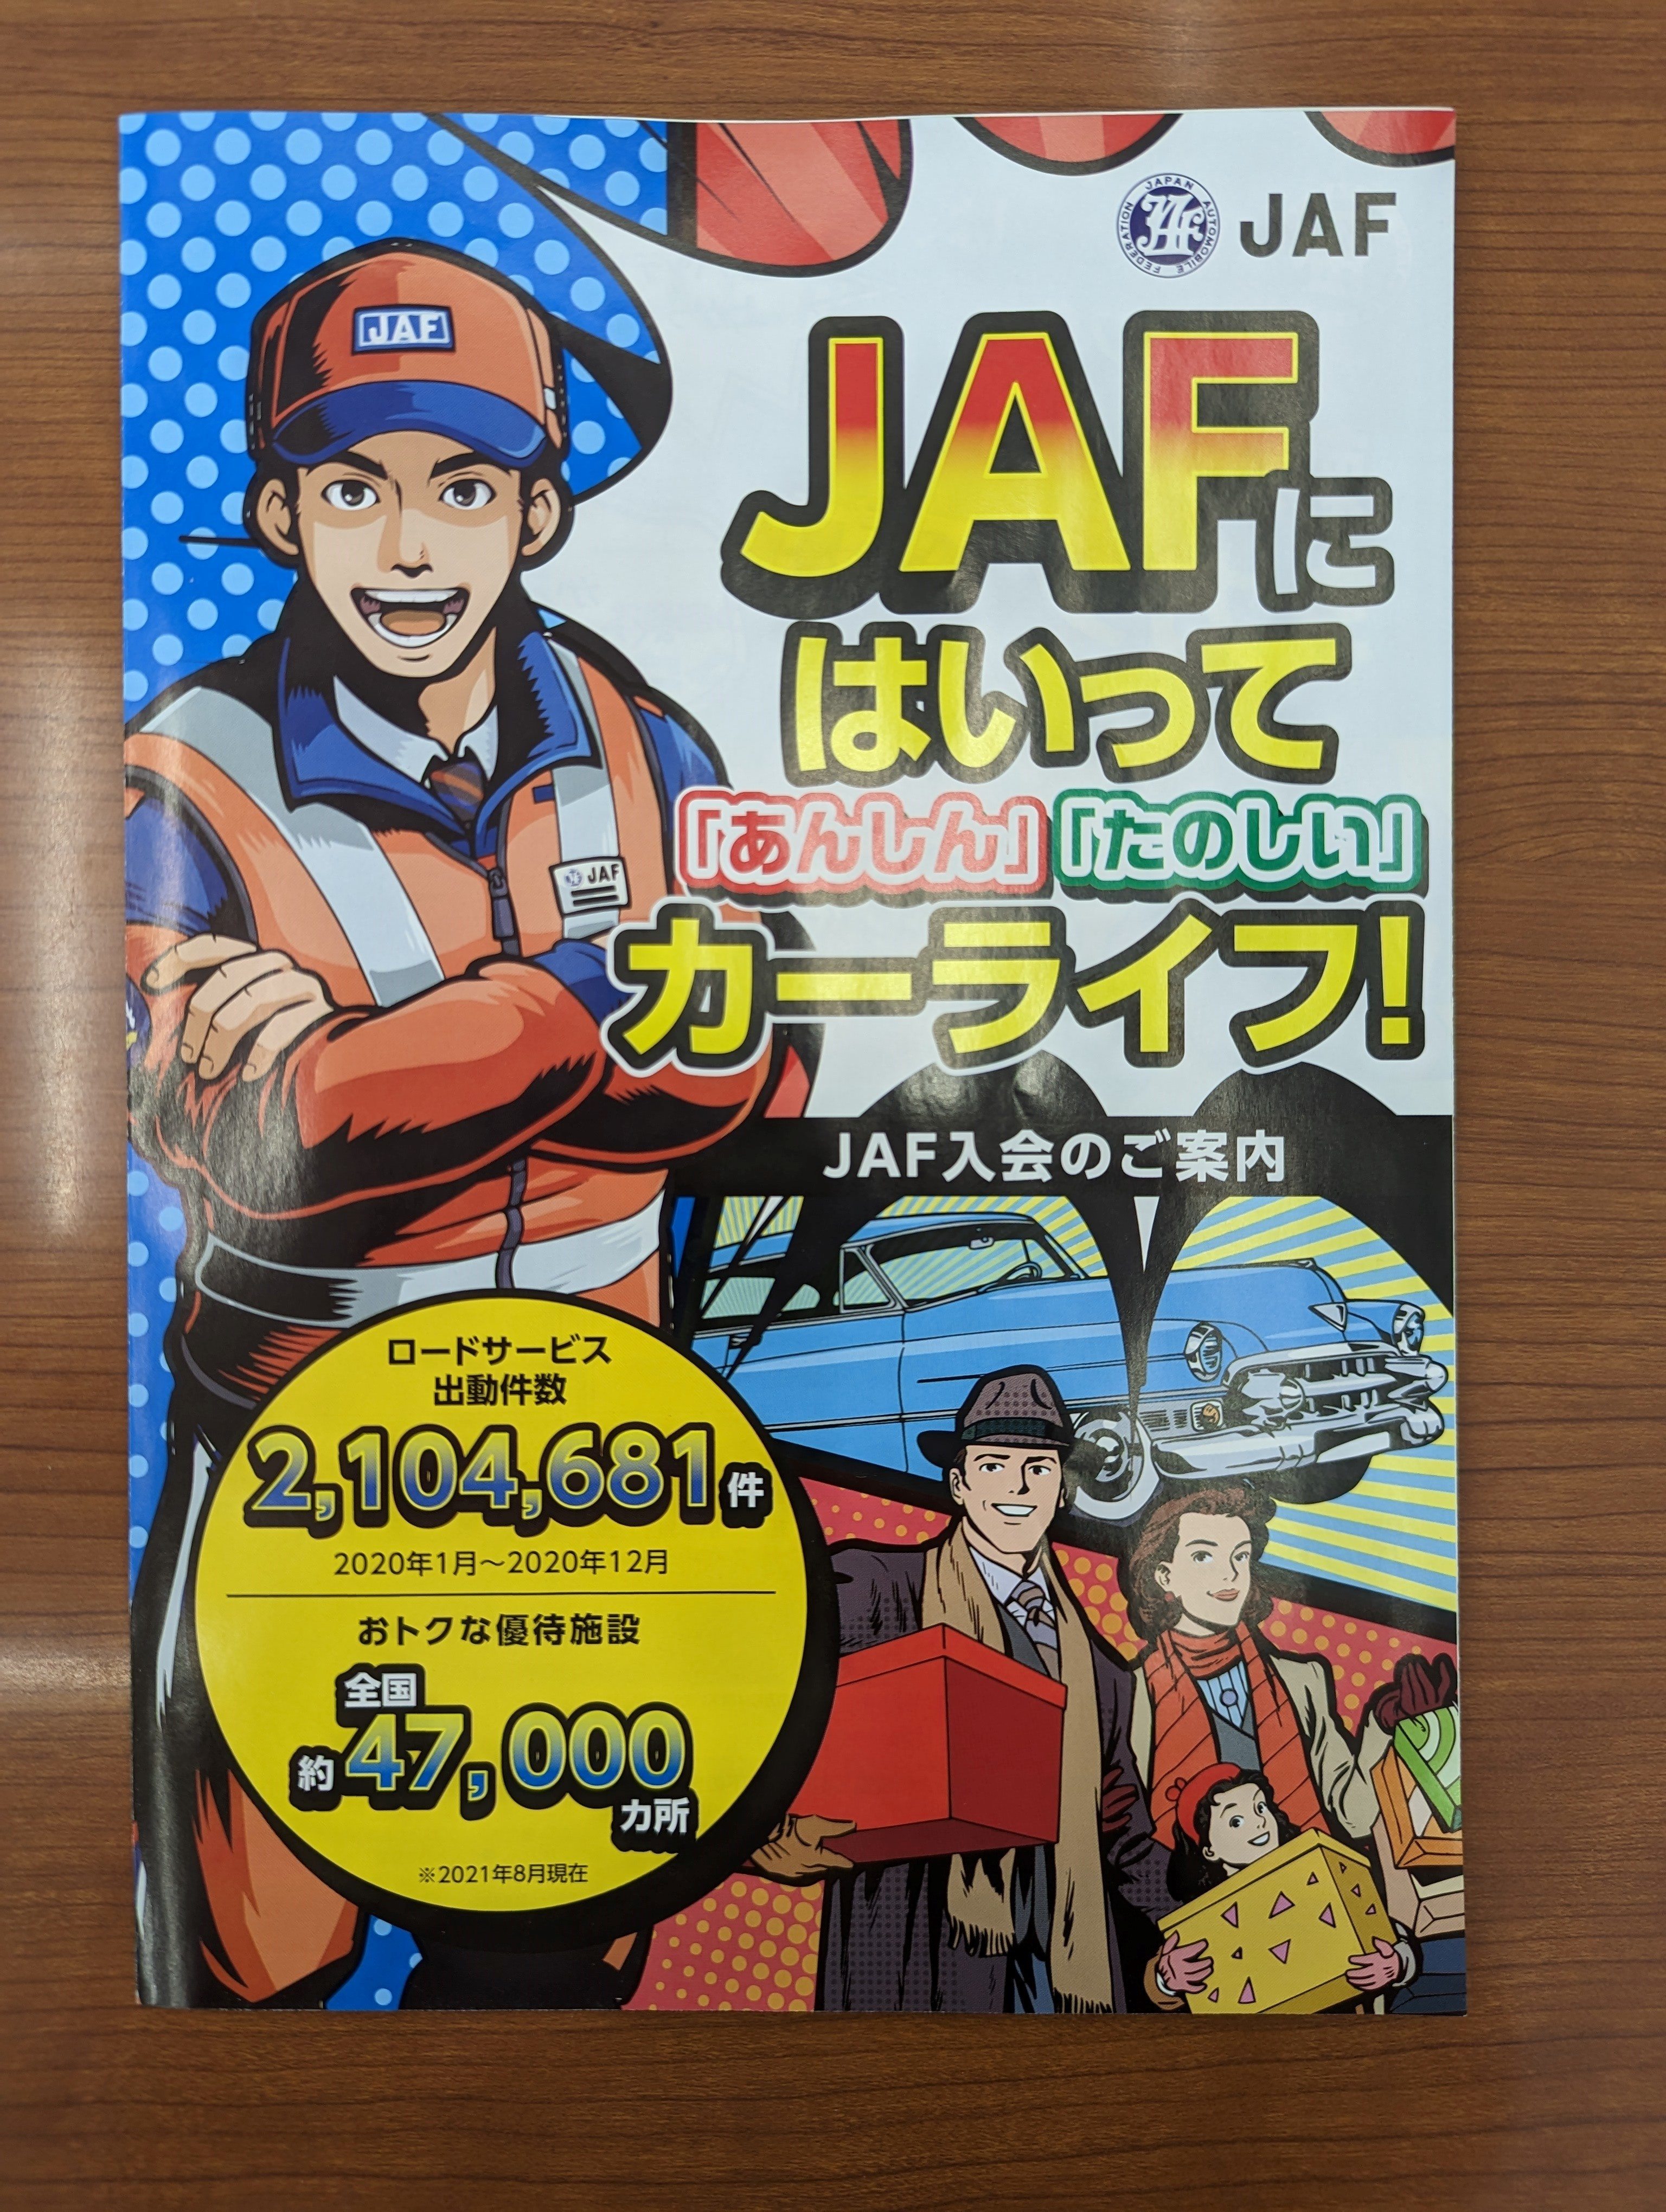 JAPAN AUTOMOBILE FEDERATION
JAF
JAF
JAFに
はいって
「あんしん」「たのしい」
カーライフ!
JAF
JAF入会のご案内
ロードサービス
出動件数
2,104,681件
2020年1月～2020年12月
おトクな優待施設
全国
約47,000
カ所
※2021年8月現在